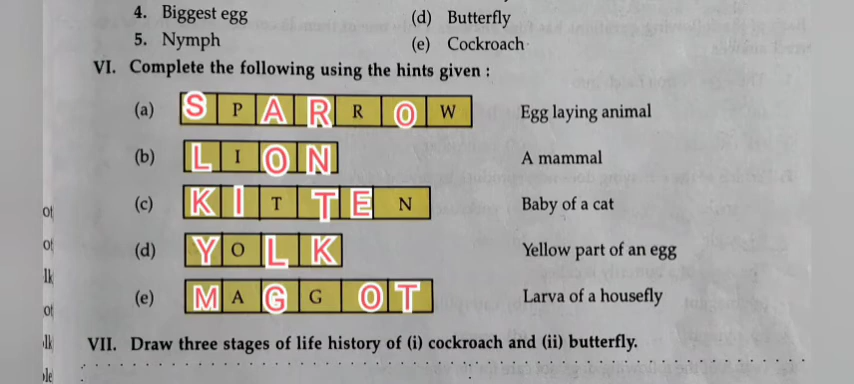 4. Biggest egg (d) Butterfly
5. Nymph (e) Cockroach
VI. Complete the following using the hints given :
(a) S P A R R O W Egg laying animal
(b) L I O N A mammal
(c) K I T T E N Baby of a cat
(d) Y O L K Yellow part of an egg
(e) M A G G O T Larva of a housefly
VII. Draw three stages of life history of (i) cockroach and (ii) butterfly.